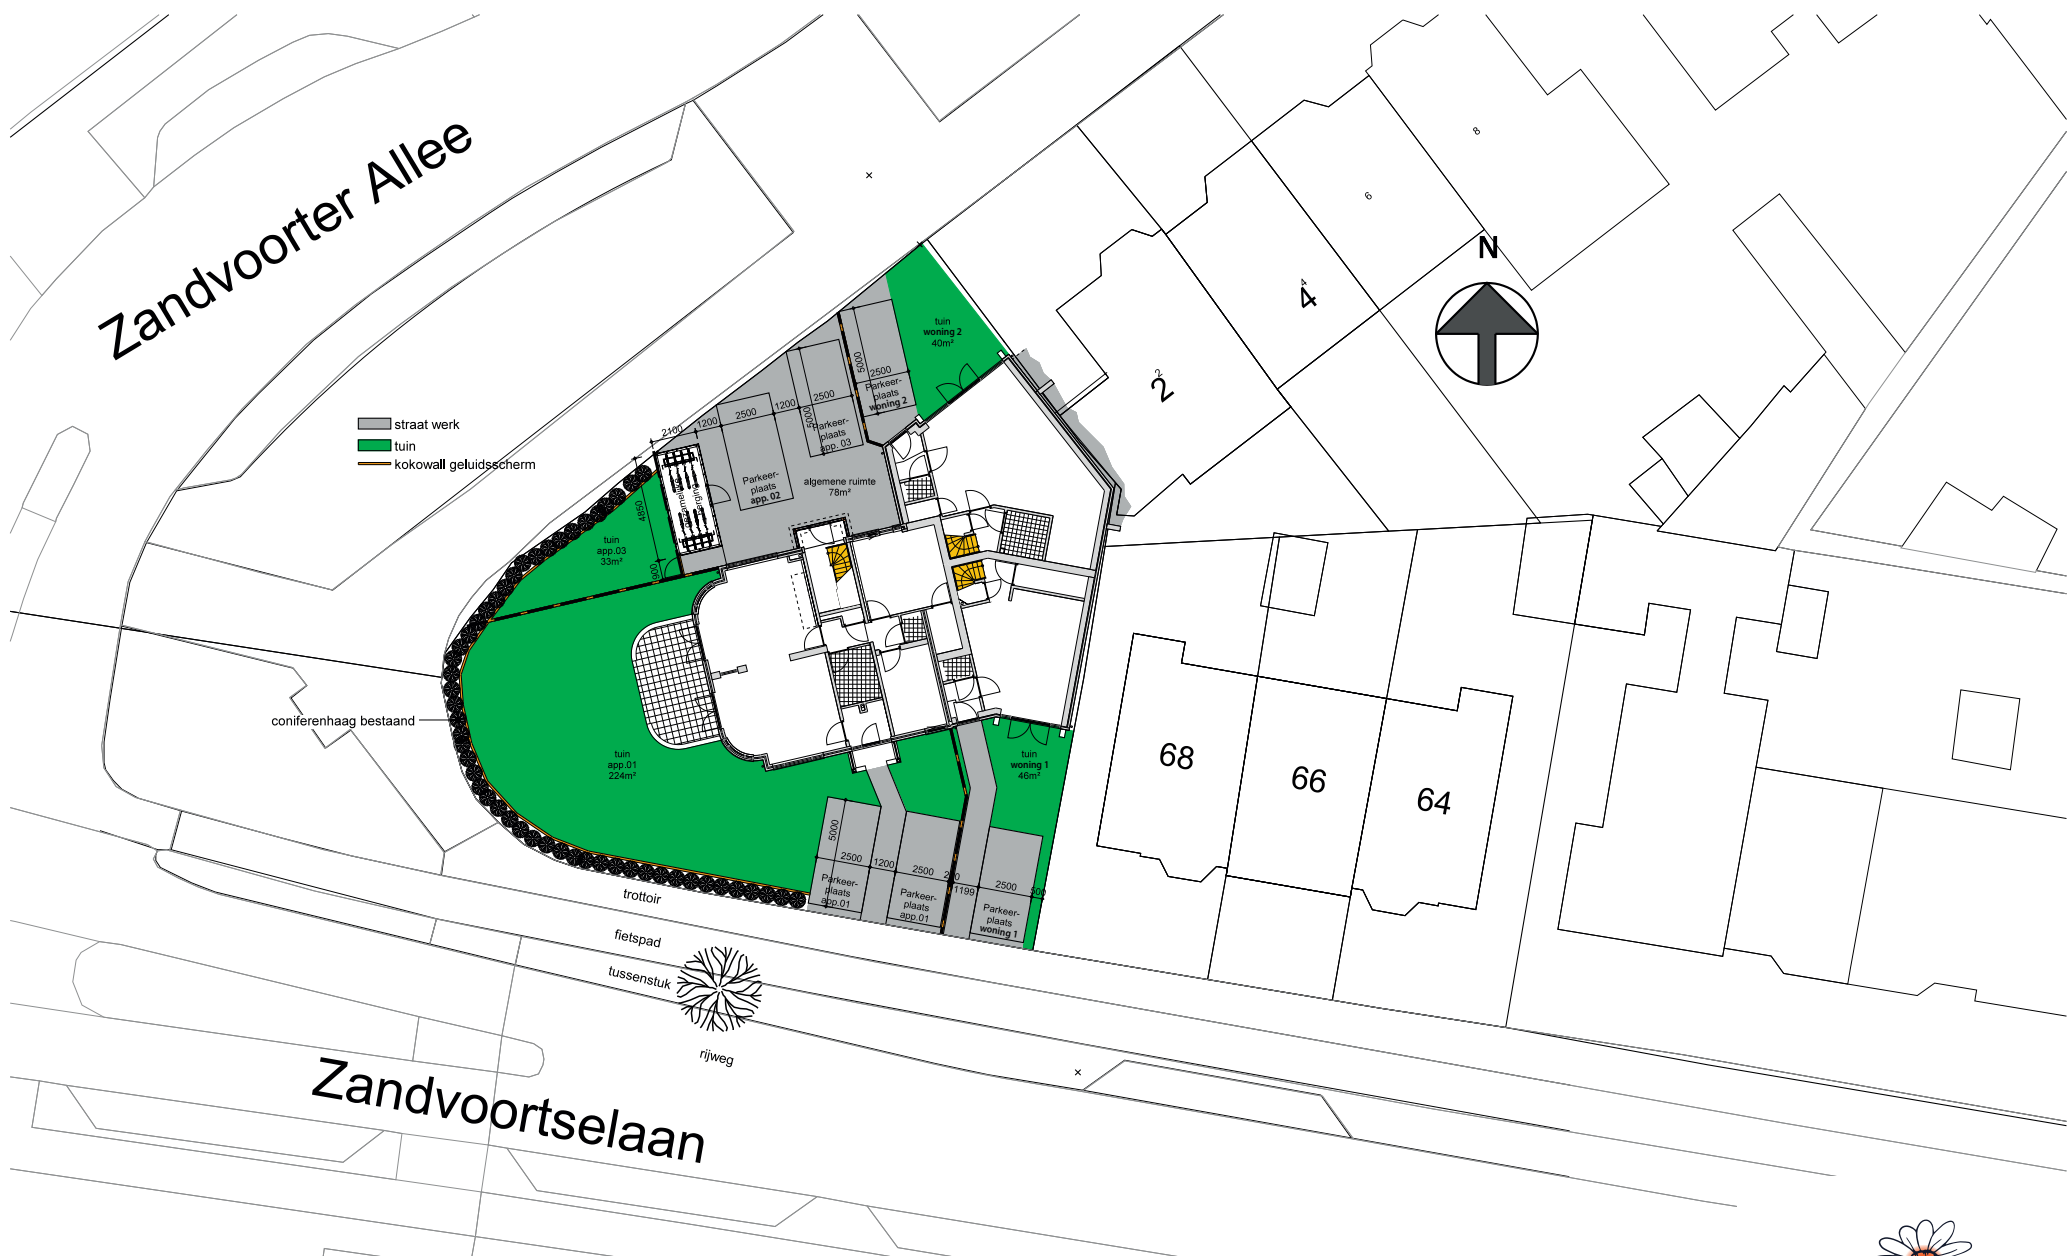 Zandvoorter Allee
8
6
N
4
4
2
2
tuin
woning 2
40m²
5000
2500
Parkeer-
plaats
woning 2
2500
1200
2500
1200
2100
5000
Parkeer-
plaats
app. 03
straat werk
tuin
kokowall geluidsscherm
Parkeer-
plaats
app. 02
algemene ruimte
78m²
berging
4850
900
tuin
app.03
33m²
coniferenhaag bestaand
tuin
app.01
224m²
tuin
woning 1
46m²
68
66
64
5000
2500
1200
2500
1199
2500
500
Parkeer-
plaats
app.01
Parkeer-
plaats
app.01
Parkeer-
plaats
woning 1
trottoir
fietspad
tussenstuk
rijweg
Zandvoortselaan